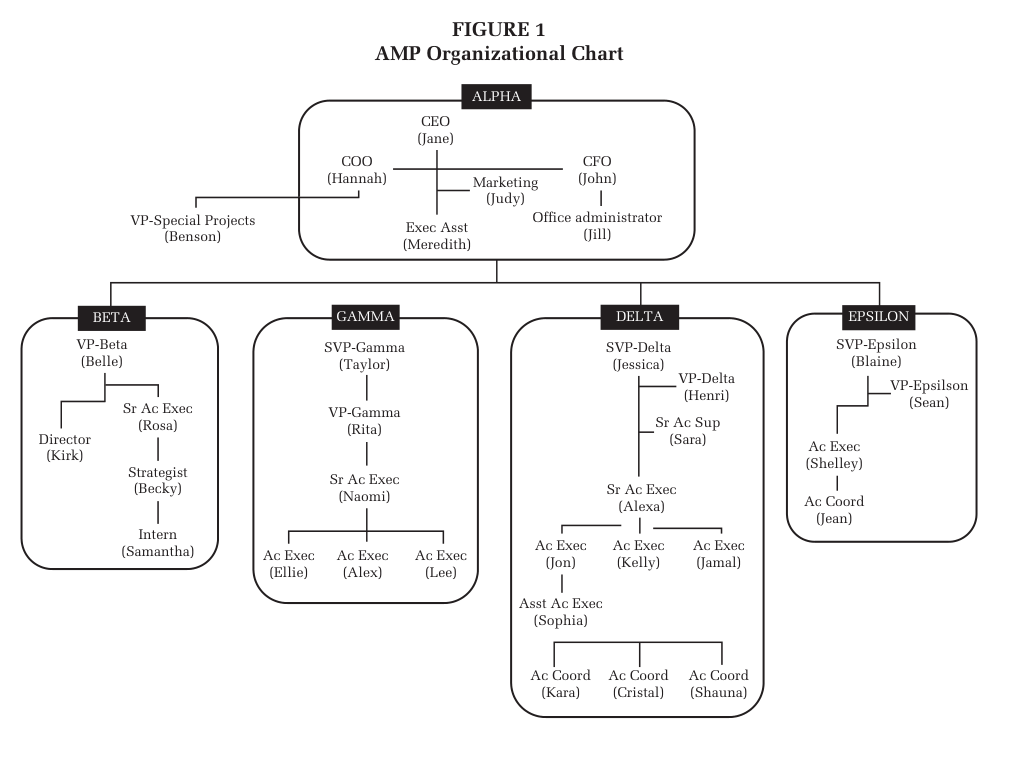 FIGURE 1
AMP Organizational Chart
ALPHA
CEO
(Jane)
COO
(Hannah)
CFO
(John)
Marketing
(Judy)
VP-Special Projects
(Benson)
Exec Asst
(Meredith)
Office administrator
(Jill)
BETA
VP-Beta
(Belle)
Sr Ac Exec
(Rosa)
Director
(Kirk)
Strategist
(Becky)
Intern
(Samantha)
GAMMA
SVP-Gamma
(Taylor)
VP-Gamma
(Rita)
Sr Ac Exec
(Naomi)
Ac Exec
(Ellie)
Ac Exec
(Alex)
Ac Exec
(Lee)
DELTA
SVP-Delta
(Jessica)
VP-Delta
(Henri)
Sr Ac Sup
(Sara)
Sr Ac Exec
(Alexa)
Ac Exec
(Jon)
Ac Exec
(Kelly)
Ac Exec
(Jamal)
Asst Ac Exec
(Sophia)
Ac Coord
(Kara)
Ac Coord
(Cristal)
Ac Coord
(Shauna)
EPSILON
SVP-Epsilon
(Blaine)
VP-Epsilson
(Sean)
Ac Exec
(Shelley)
Ac Coord
(Jean)